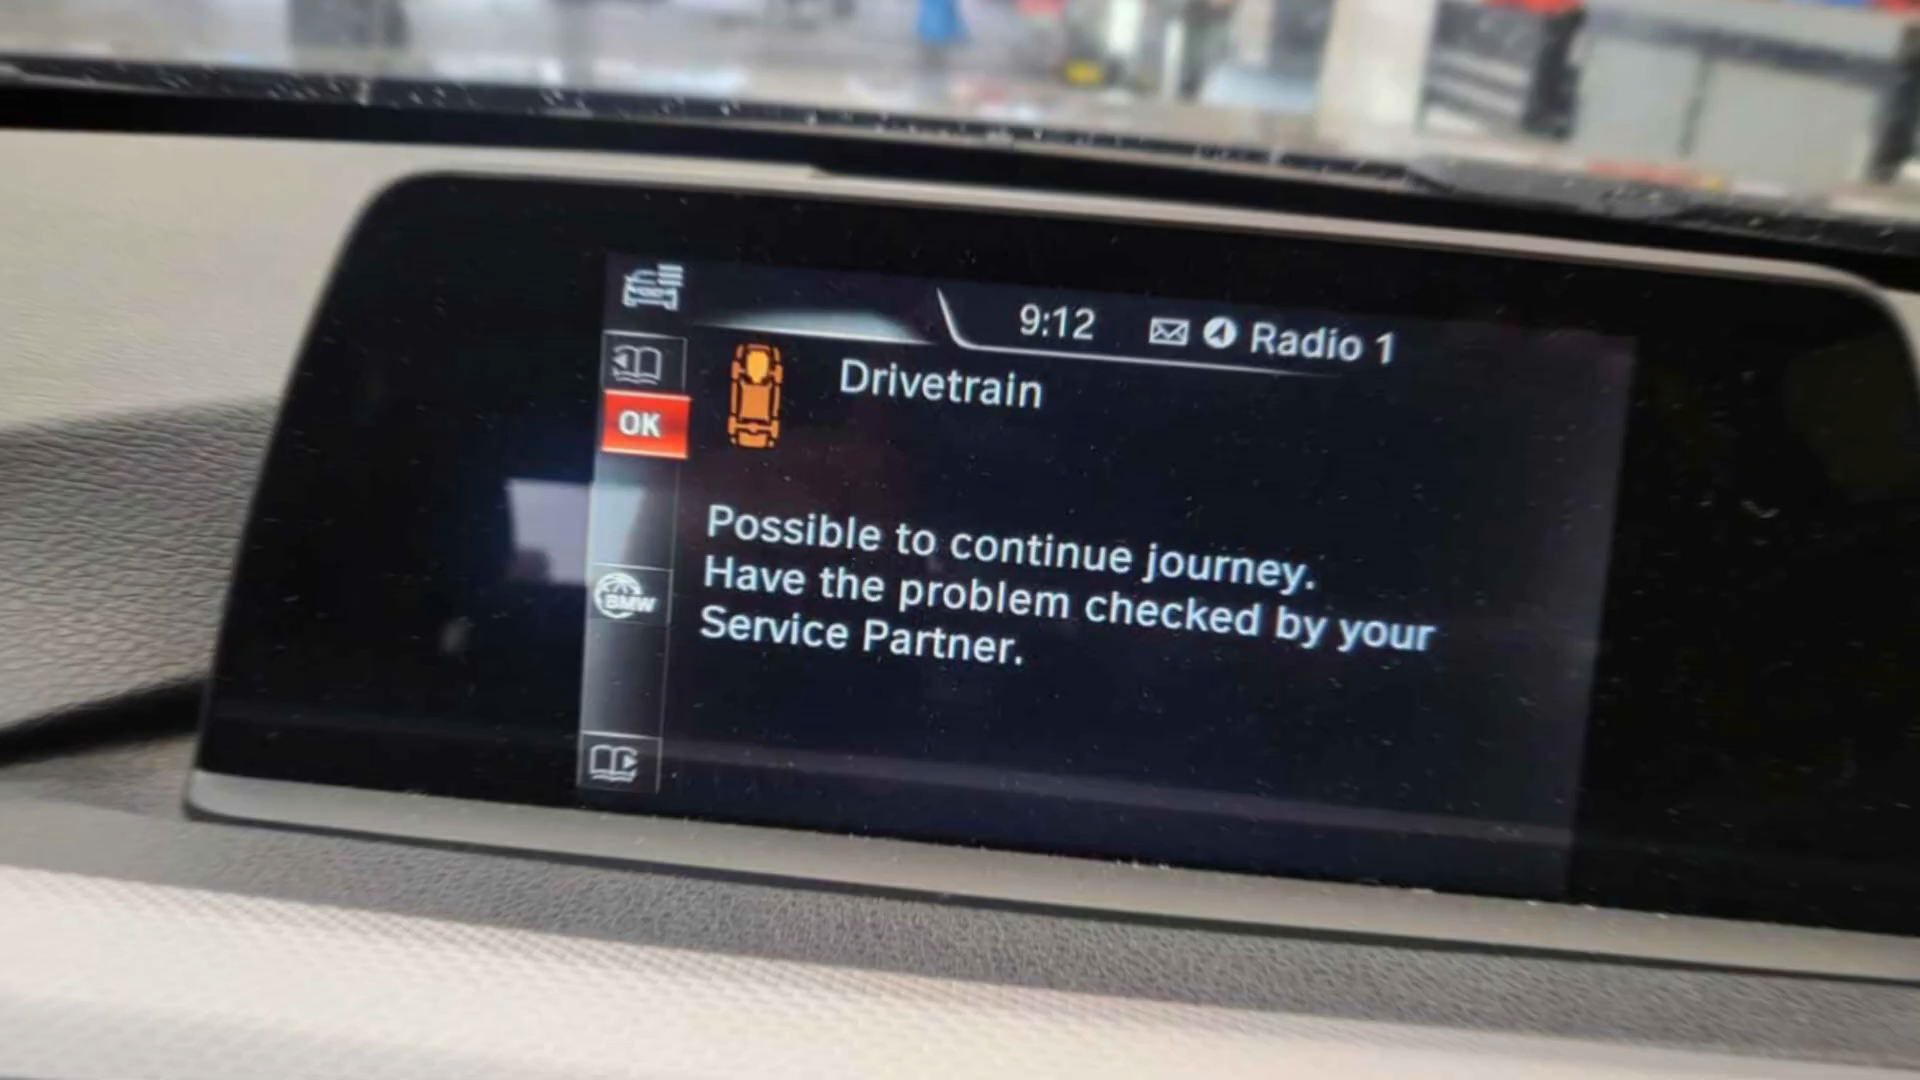 9:12 Radio 1
Drivetrain
OK
Possible to continue journey.
Have the problem checked by your
Service Partner.
BMW